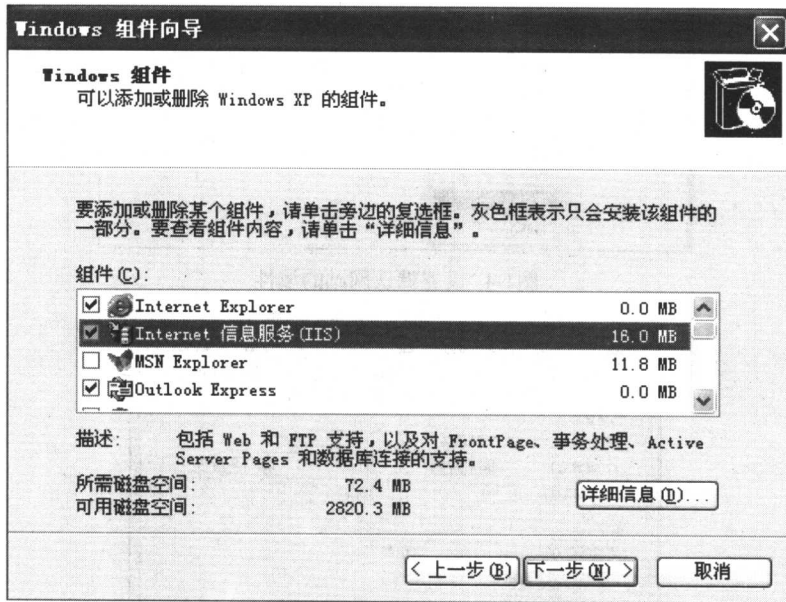 Windows 组件向导
Windows 组件
可以添加或删除 Windows XP 的组件。
要添加或删除某个组件，请单击旁边的复选框。灰色框表示只会安装该组件的
一部分。要查看组件内容，请单击“详细信息”。
组件(C):
Internet Explorer 0.0 MB
Internet 信息服务(IIS) 16.0 MB
MSN Explorer 11.8 MB
Outlook Express 0.0 MB
描述: 包括 Web 和 FTP 支持，以及对 FrontPage、事务处理、Active
Server Pages 和数据库连接的支持。
所需磁盘空间: 72.4 MB
可用磁盘空间: 2820.3 MB
详细信息(D)...
< 上一步(B) 下一步(N) > 取消